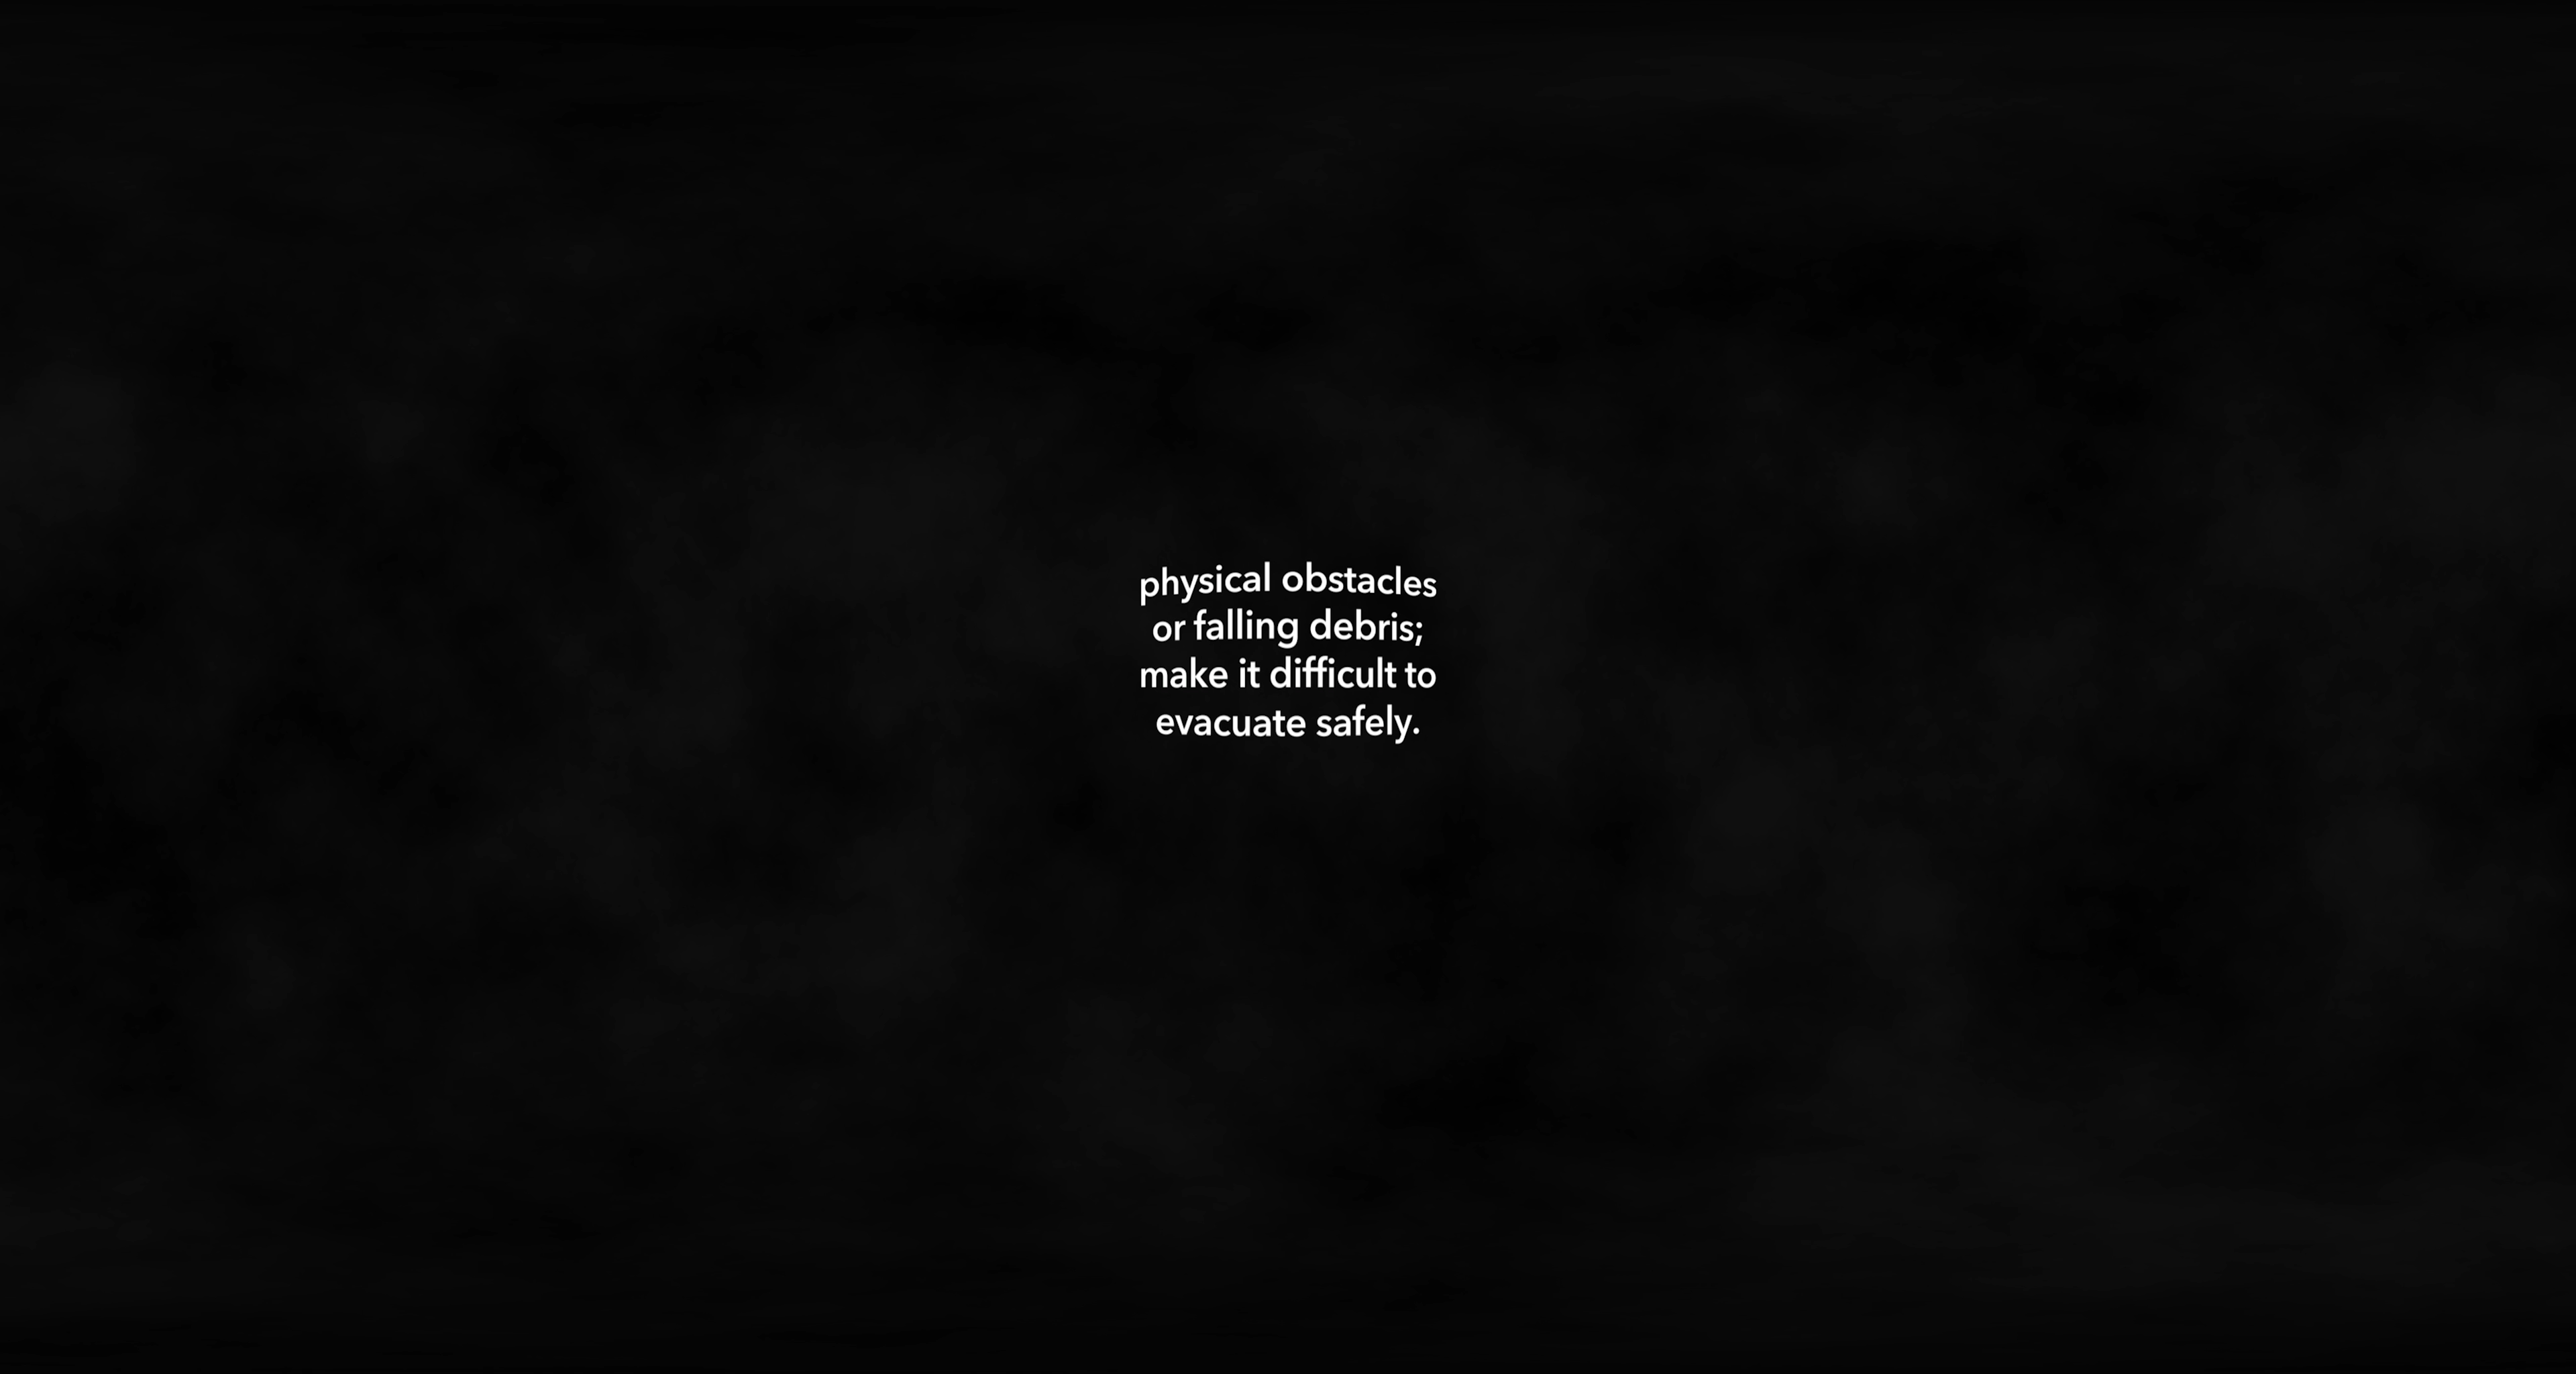 physical obstacles
or falling debris;
make it difficult to
evacuate safely.